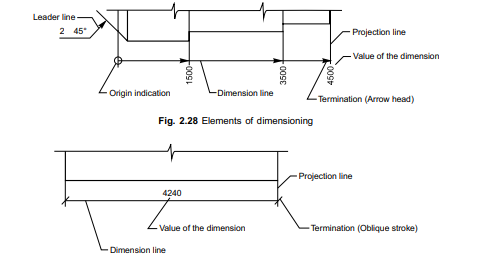 Leader line
2 45°
Projection line
Value of the dimension
1500
3500
4500
Origin indication
Dimension line
Termination (Arrow head)
Fig. 2.28 Elements of dimensioning
Projection line
4240
Value of the dimension
Termination (Oblique stroke)
Dimension line